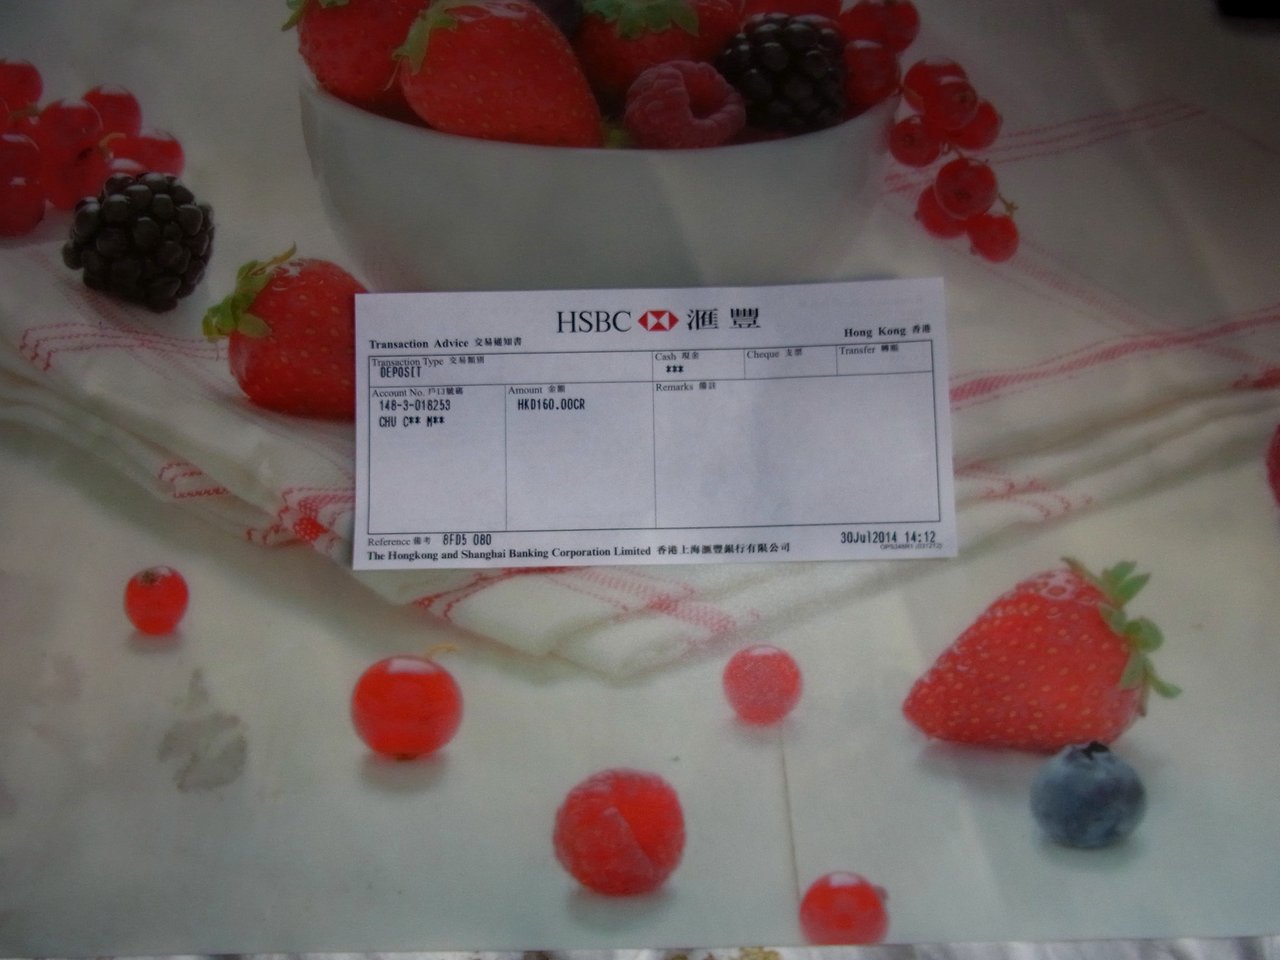 HSBC 滙豐
Transaction Advice 交易通知書 Hong Kong 香港
Transaction Type 交易類別 Cash 現金 Cheque 支票 Transfer 轉賬
DEPOSIT ***
Account No. 戶口號碼 Amount 金額 Remarks 備註
148-3-018253 HKD160.00CR
CHU C** M**
Reference 備考 8FD5 080 30Jul2014 14:12
The Hongkong and Shanghai Banking Corporation Limited 香港上海滙豐銀行有限公司